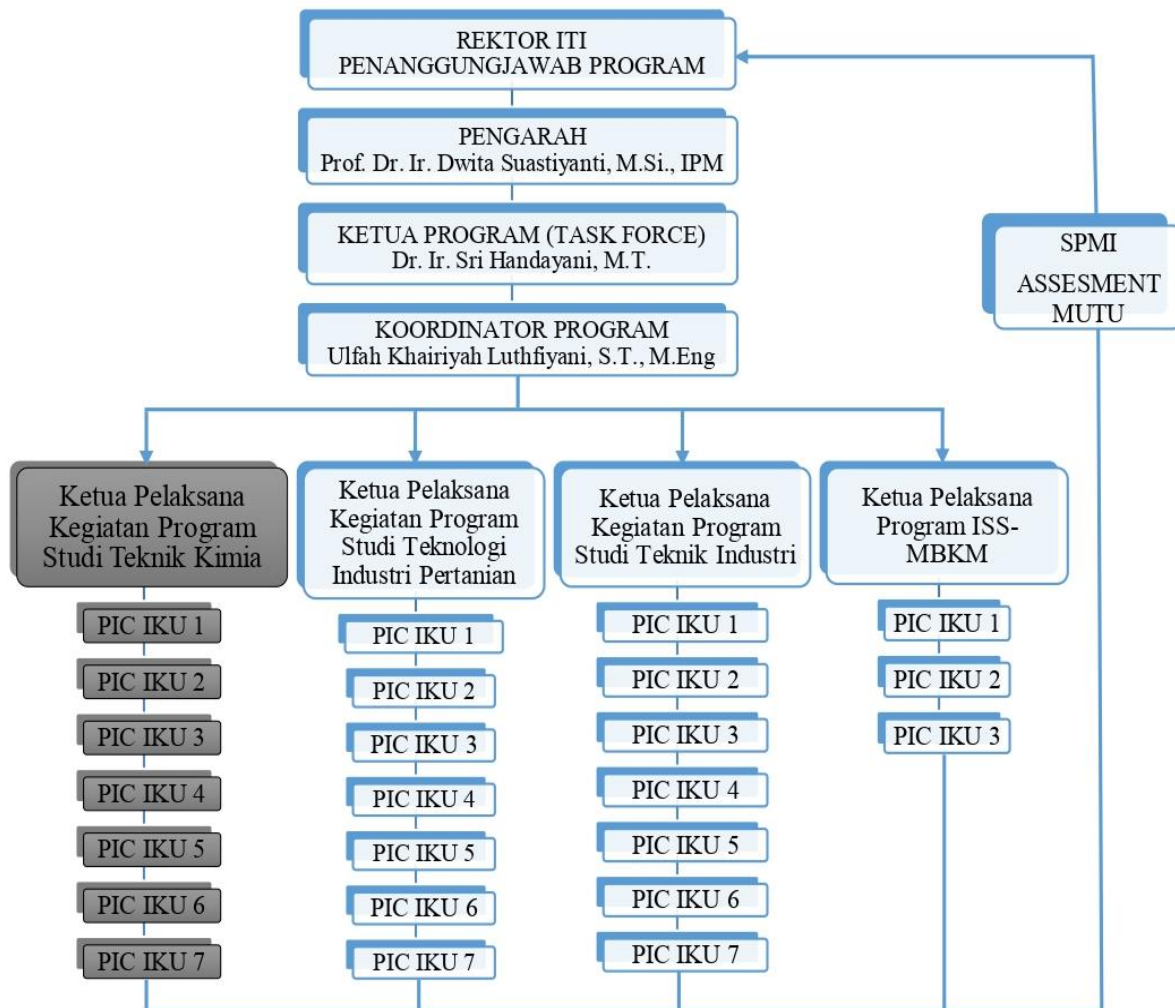 REKTOR ITI
PENANGGUNGJAWAB PROGRAM
PENGARAH
Prof. Dr. Ir. Dwita Suastiyanti, M.Si., IPM
KETUA PROGRAM (TASK FORCE)
Dr. Ir. Sri Handayani, M.T.
KOORDINATOR PROGRAM
Ulfah Khairiyah Luthfiyani, S.T., M.Eng
SPMI
ASSESMENT
MUTU
Ketua Pelaksana
Kegiatan Program
Studi Teknik Kimia
PIC IKU 1
PIC IKU 2
PIC IKU 3
PIC IKU 4
PIC IKU 5
PIC IKU 6
PIC IKU 7
Ketua Pelaksana
Kegiatan Program
Studi Teknologi
Industri Pertanian
PIC IKU 1
PIC IKU 2
PIC IKU 3
PIC IKU 4
PIC IKU 5
PIC IKU 6
PIC IKU 7
Ketua Pelaksana
Kegiatan Program
Studi Teknik Industri
PIC IKU 1
PIC IKU 2
PIC IKU 3
PIC IKU 4
PIC IKU 5
PIC IKU 6
PIC IKU 7
Ketua Pelaksana
Program ISS-
MBKM
PIC IKU 1
PIC IKU 2
PIC IKU 3